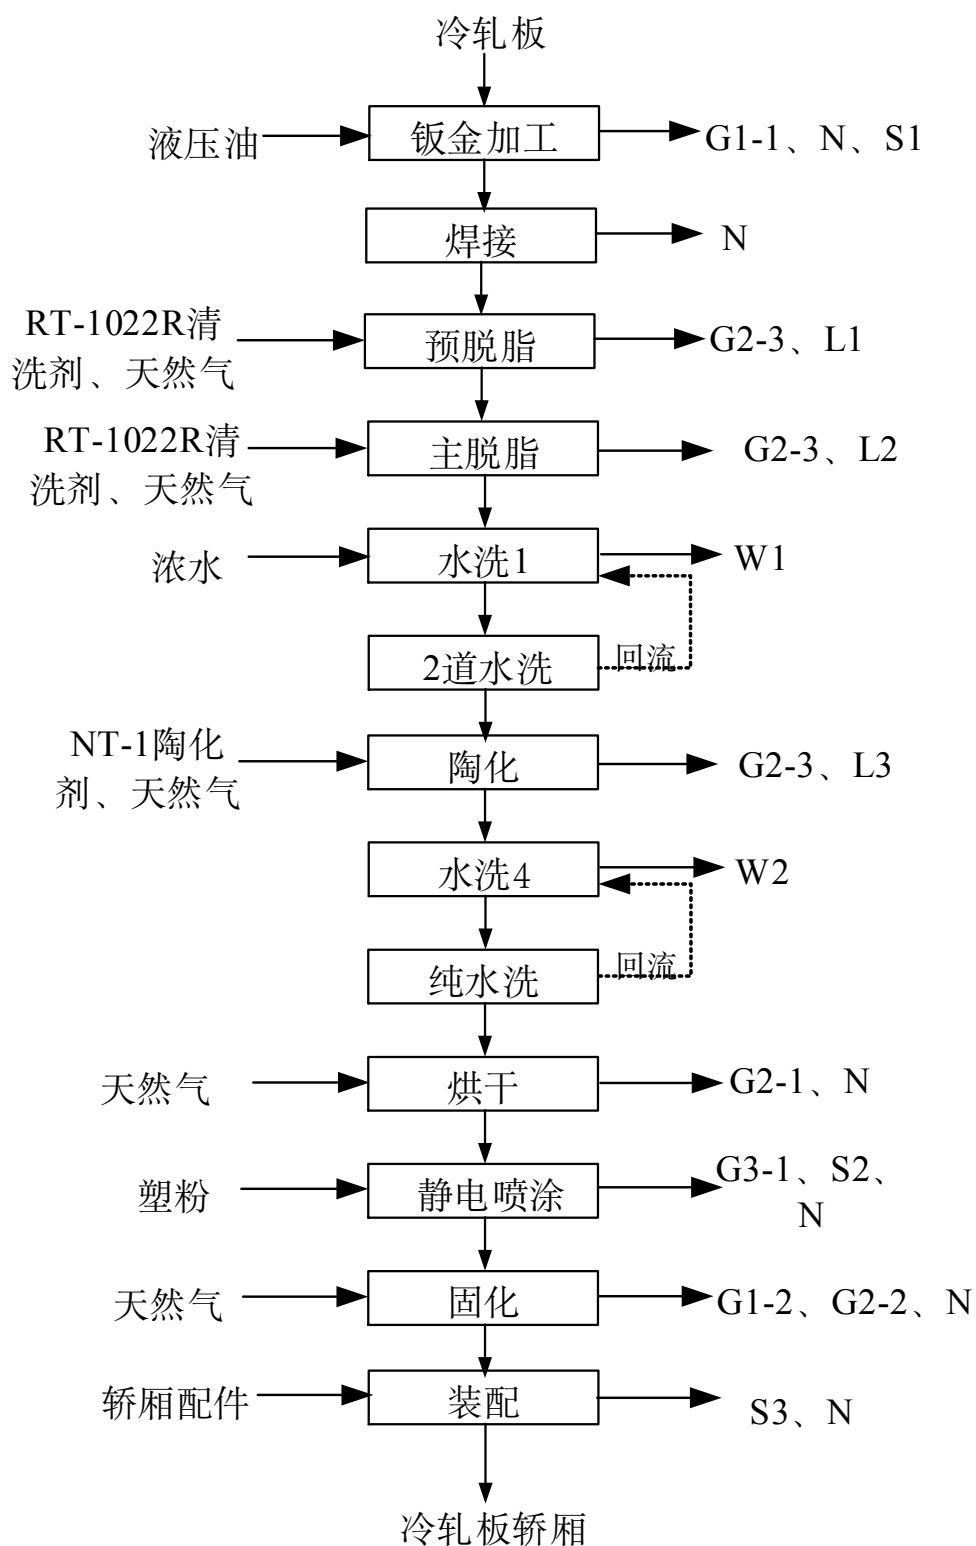 冷轧板
液压油
钣金加工
G1-1、N、S1
焊接
N
RT-1022R清
洗剂、天然气
预脱脂
G2-3、L1
RT-1022R清
洗剂、天然气
主脱脂
G2-3、L2
浓水
水洗1
W1
2道水洗
回流
NT-1陶化
剂、天然气
陶化
G2-3、L3
水洗4
W2
纯水洗
回流
天然气
烘干
G2-1、N
塑粉
静电喷涂
G3-1、S2、
N
天然气
固化
G1-2、G2-2、N
轿厢配件
装配
S3、N
冷轧板轿厢